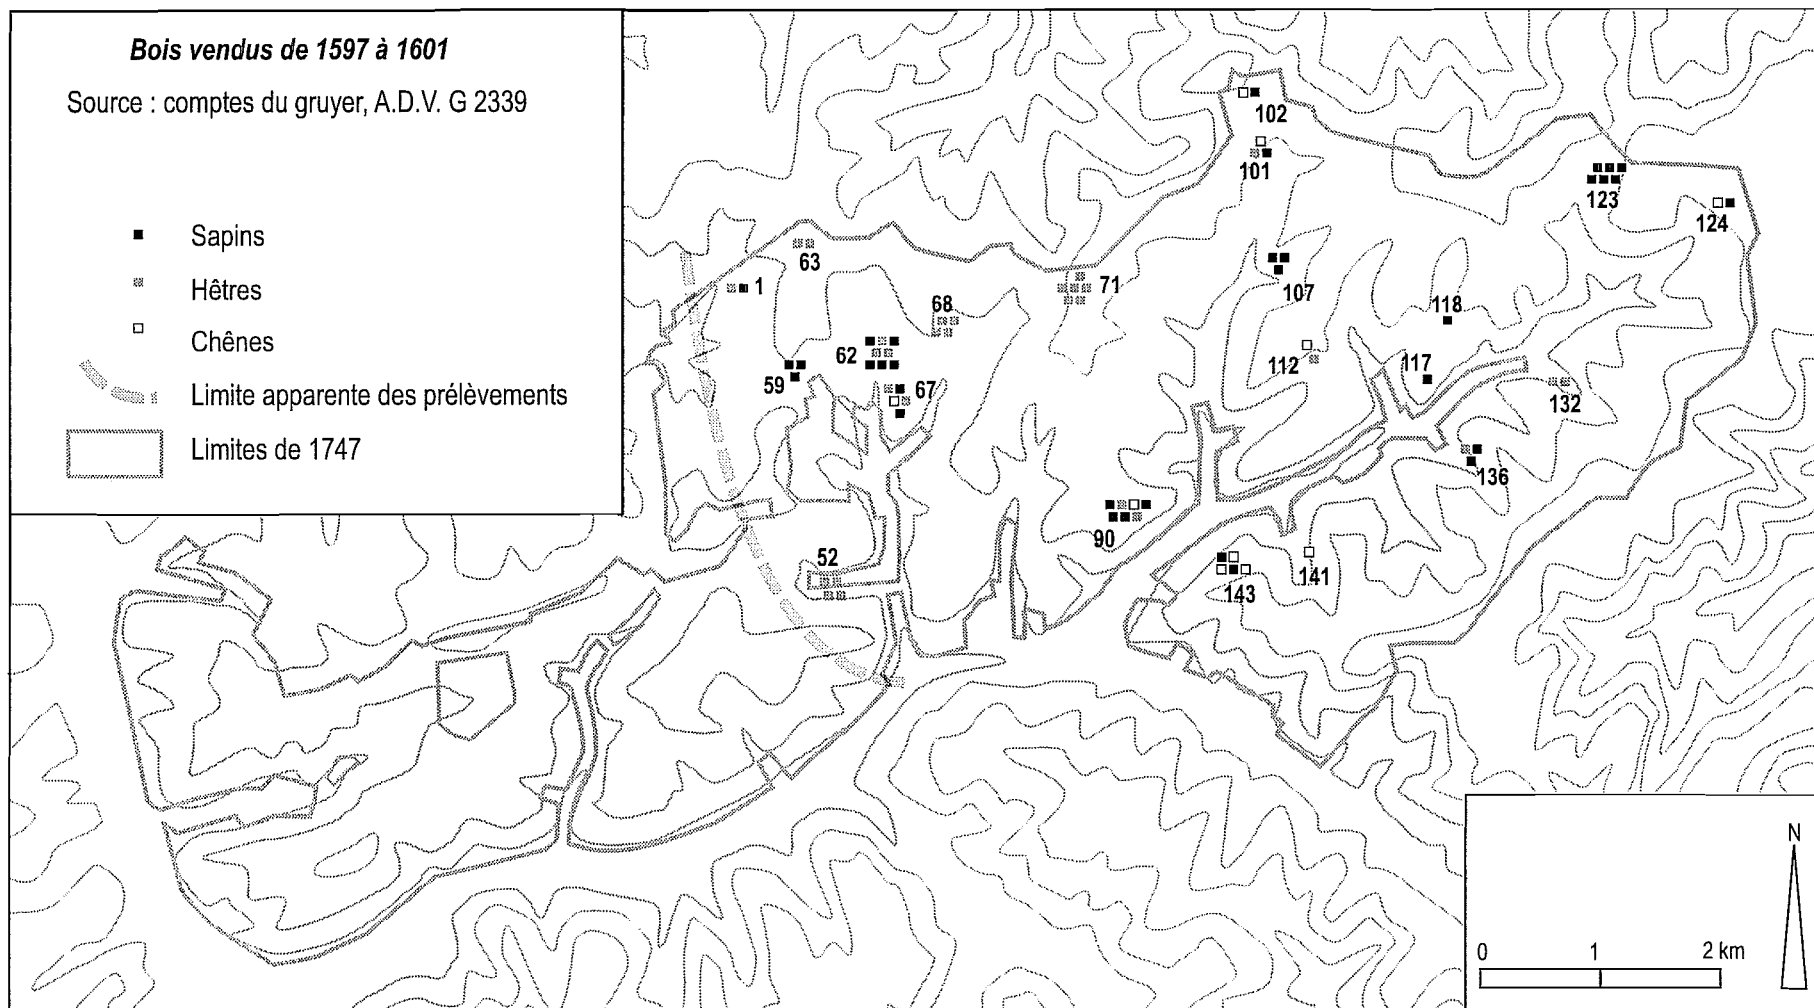 Bois vendus de 1597 à 1601
Source : comptes du gruyer, A.D.V. G 2339
Sapins
Hêtres
Chênes
Limite apparente des prélèvements
Limites de 1747
102
101
123
124
63
1
71
107
68
118
62
59
112
117
67
132
136
90
52
141
143
N
0 1 2 km